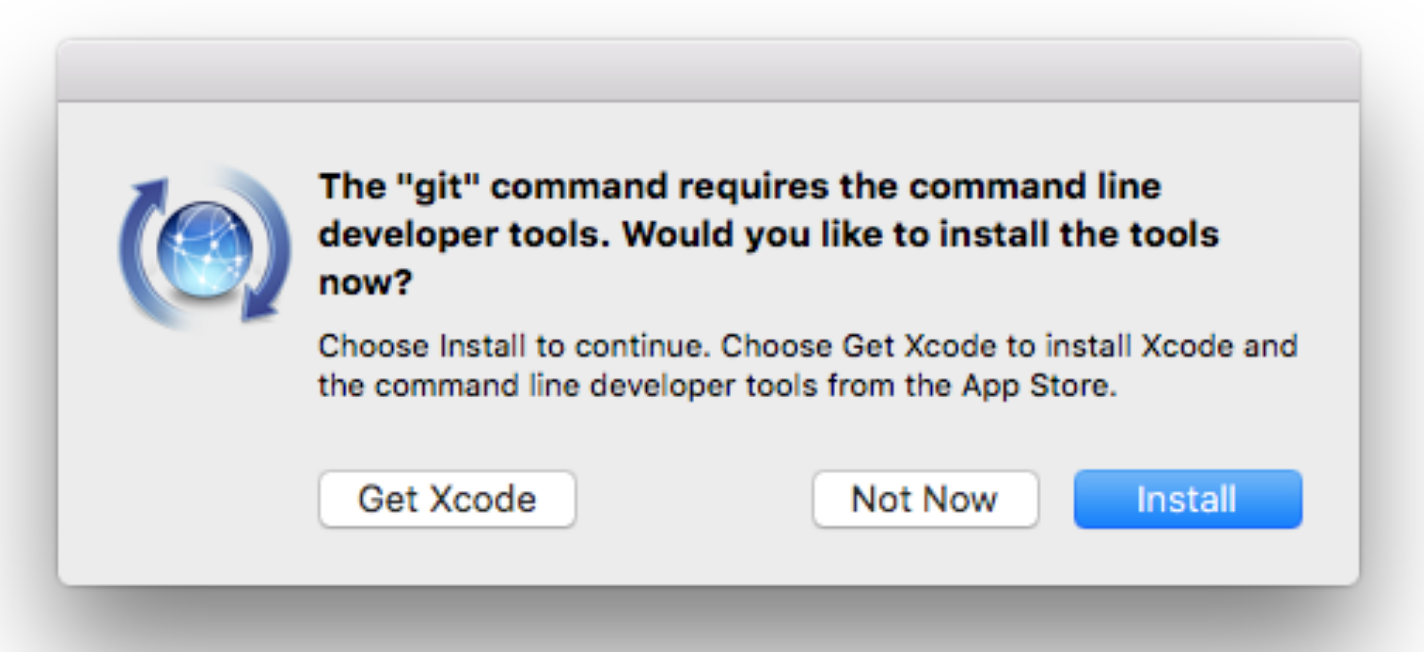 The "git" command requires the command line
developer tools. Would you like to install the tools
now?
Choose Install to continue. Choose Get Xcode to install Xcode and
the command line developer tools from the App Store.
Get Xcode
Not Now
Install